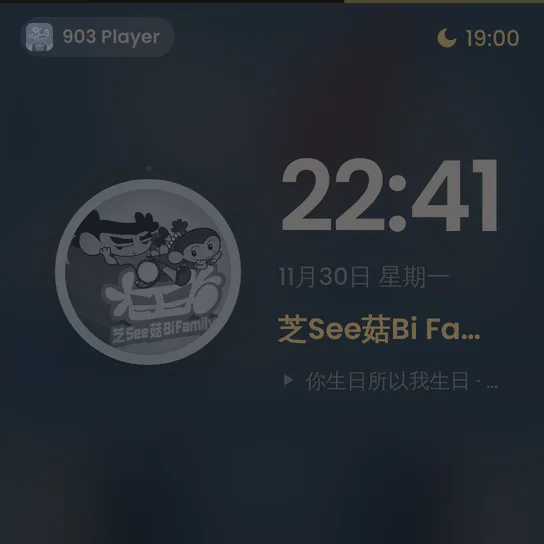 903 Player
19:00
22:41
11月30日 星期一
芝See菇Bi Fa...
你生日所以我生日 · ...
芝See菇BiFamily